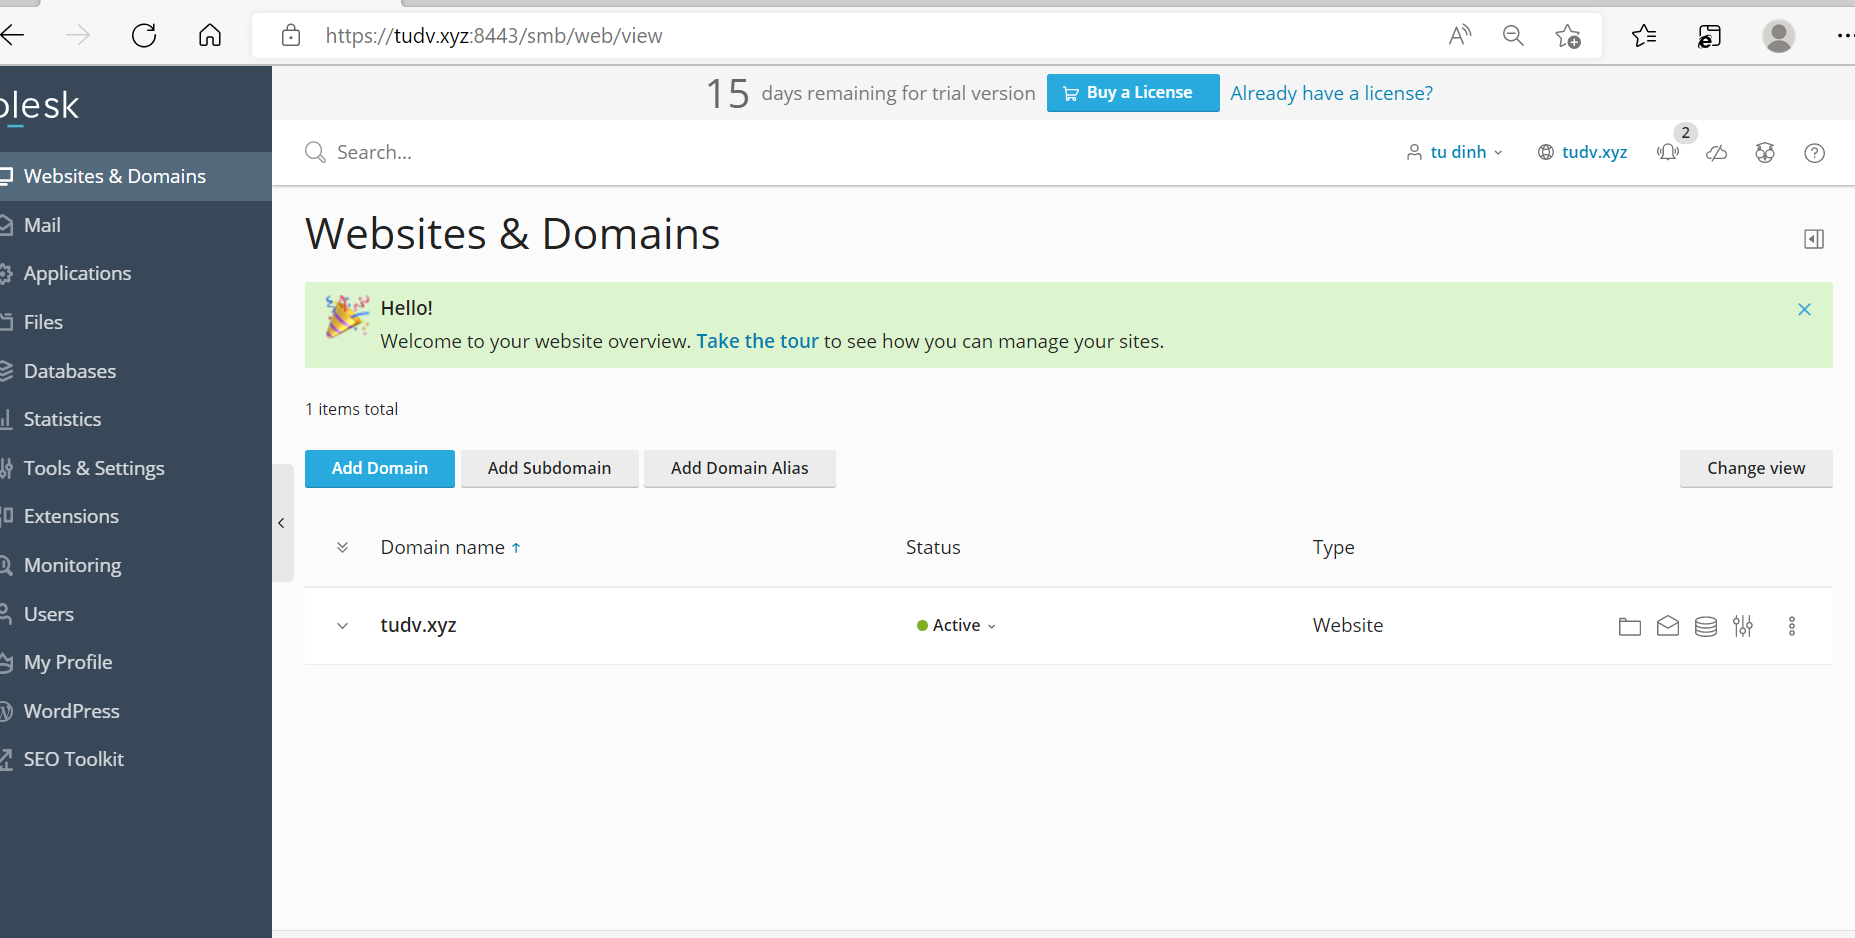 https://tudv.xyz:8443/smb/web/view
plesk
15 days remaining for trial version Buy a License Already have a license?
Search...
tu dinh tudv.xyz 2
Websites & Domains
Mail
Applications
Files
Databases
Statistics
Tools & Settings
Extensions
Monitoring
Users
My Profile
WordPress
SEO Toolkit
Websites & Domains
Hello!
Welcome to your website overview. Take the tour to see how you can manage your sites.
1 items total
Add Domain Add Subdomain Add Domain Alias Change view
Domain name ↑ Status Type
tudv.xyz Active Website